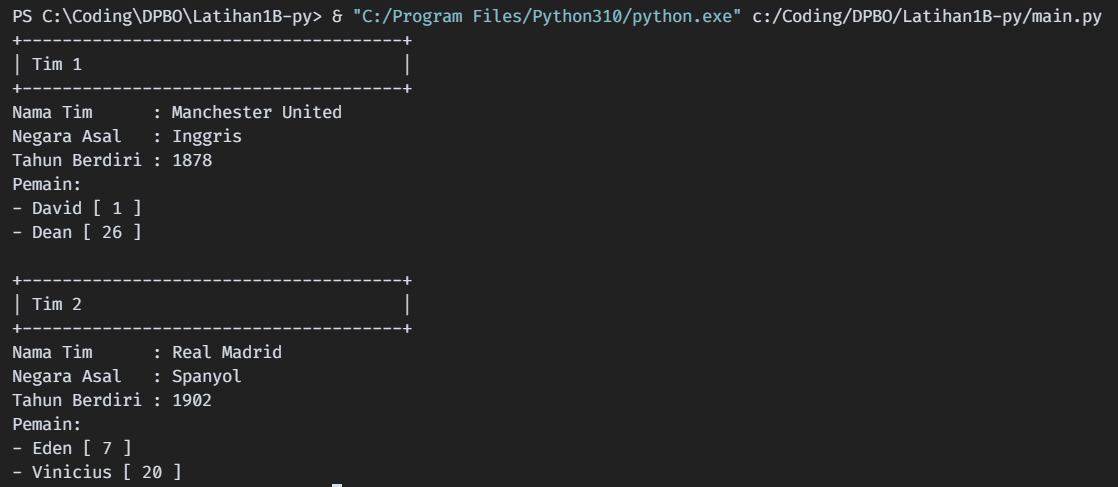 PS C:\Coding\DPBO\Latihan1B-py> & "C:/Program Files/Python310/python.exe" c:/Coding/DPBO/Latihan1B-py/main.py
+--------------------------------------+
| Tim 1                                |
+--------------------------------------+
Nama Tim      : Manchester United
Negara Asal   : Inggris
Tahun Berdiri : 1878
Pemain:
- David [ 1 ]
- Dean [ 26 ]

+--------------------------------------+
| Tim 2                                |
+--------------------------------------+
Nama Tim      : Real Madrid
Negara Asal   : Spanyol
Tahun Berdiri : 1902
Pemain:
- Eden [ 7 ]
- Vinicius [ 20 ]